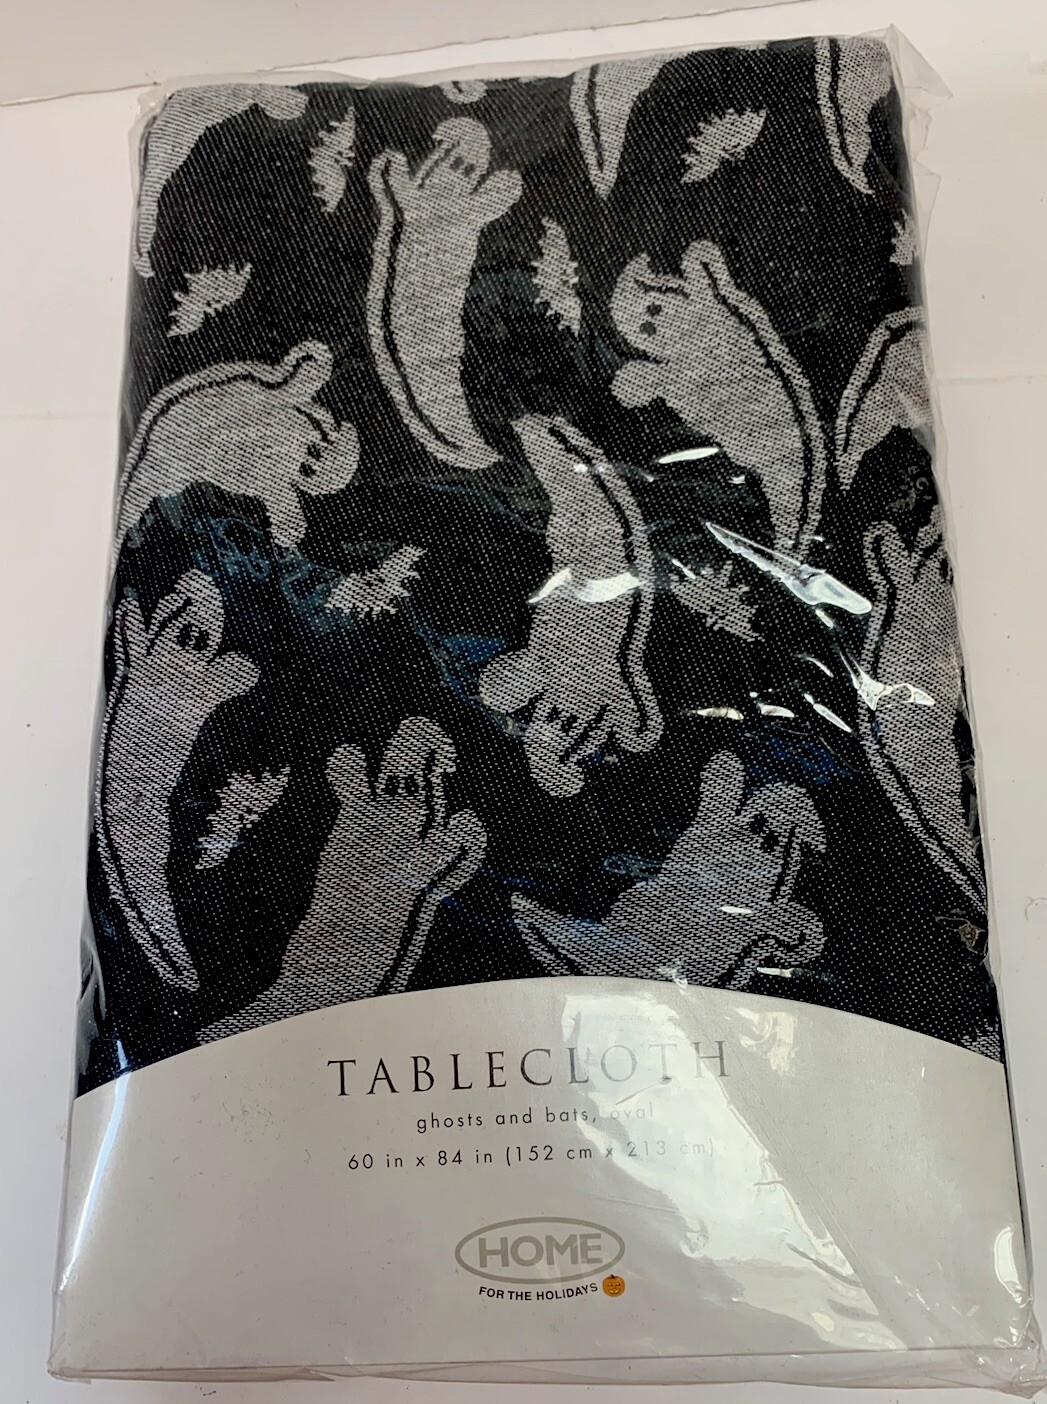 TABLECLOTH
ghosts and bats, oval
60 in x 84 in (152 cm x 213 cm)
HOME
FOR THE HOLIDAYS